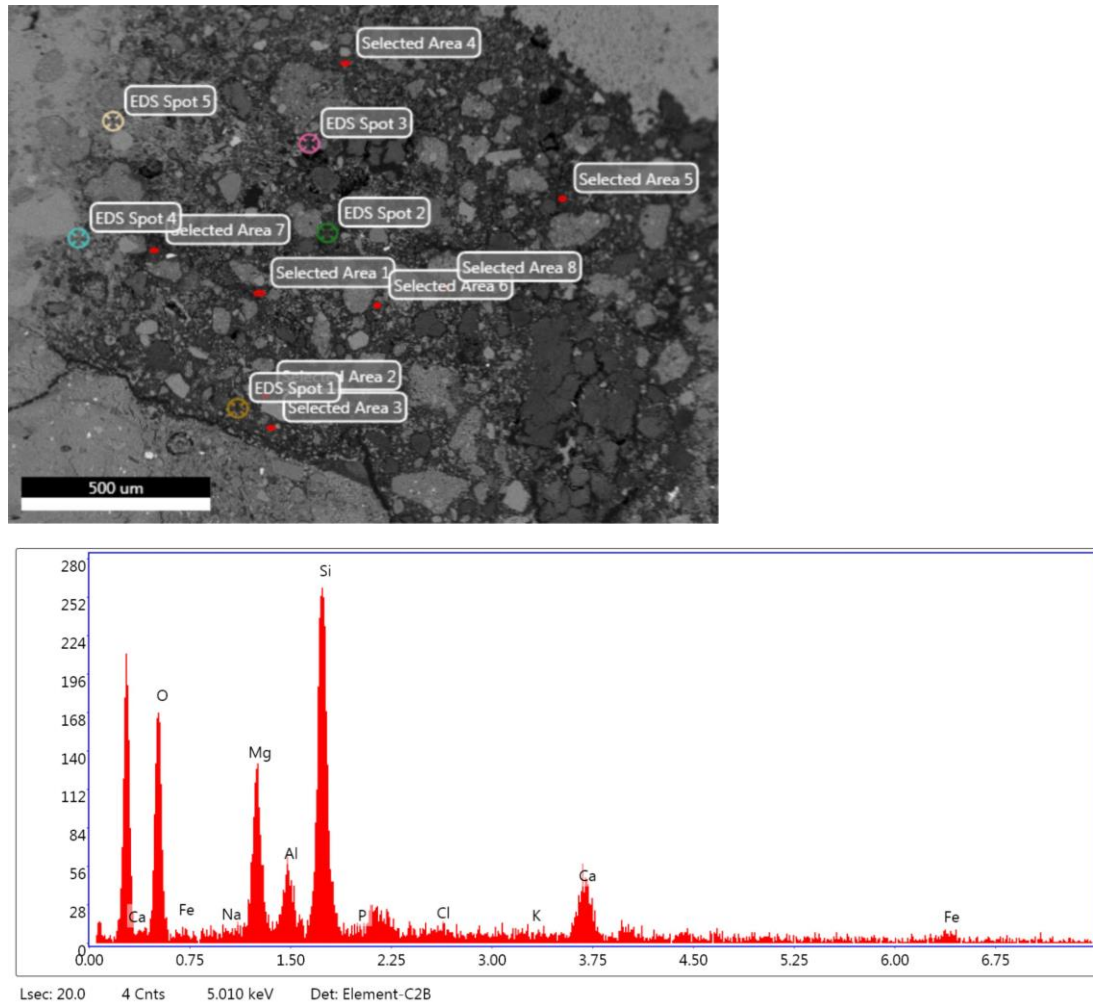 Selected Area 4
EDS Spot 5
EDS Spot 3
Selected Area 5
EDS Spot 4
EDS Spot 2
Selected Area 7
Selected Area 8
Selected Area 1
Selected Area 6
Selected Area 2
EDS Spot 1
Selected Area 3
500 um
280
252
224
196
168
140
112
84
56
28
0
Si
O
Mg
Al
Ca
Fe
Na
P
Cl
K
Ca
Fe
0.00 0.75 1.50 2.25 3.00 3.75 4.50 5.25 6.00 6.75
Lsec: 20.0 4 Cnts 5.010 keV Det: Element-C2B